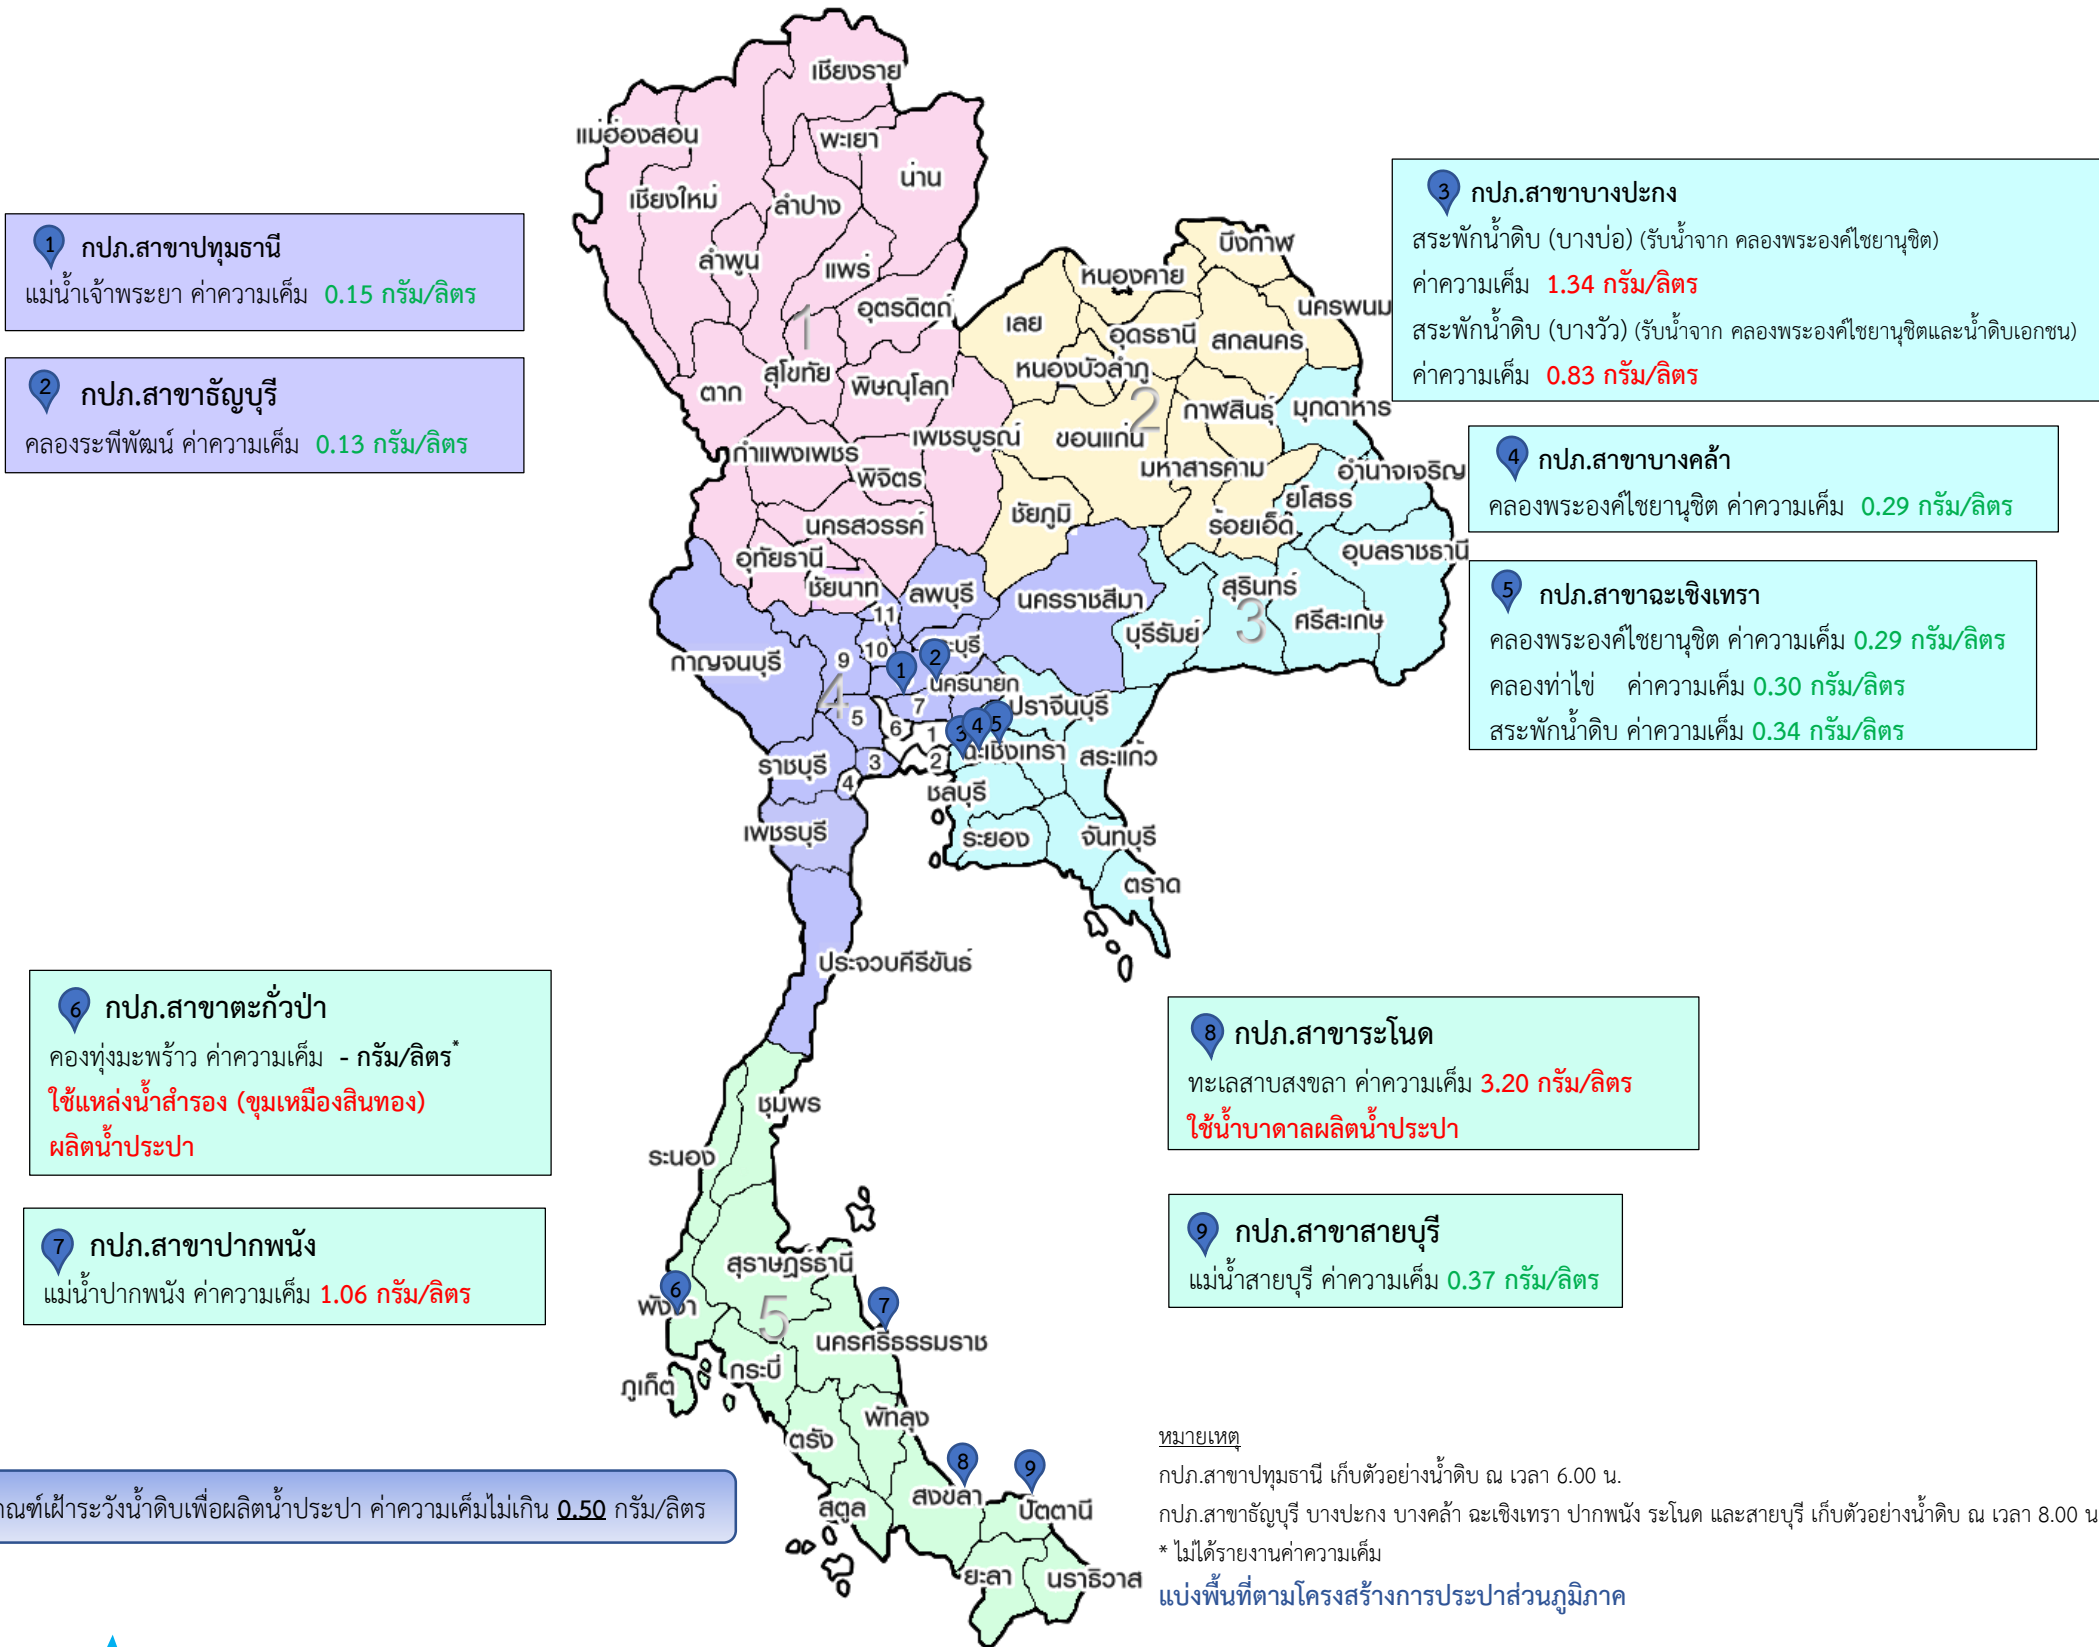 เชียงราย
แม่ฮ่องสอน
พะเยา
น่าน
เชียงใหม่
ลำปาง
ลำพูน
แพร่
อุตรดิตถ์
1
สุโขทัย
ตาก
พิษณุโลก
เพชรบูรณ์
กำแพงเพชร
พิจิตร
นครสวรรค์
อุทัยธานี
ชัยนาท
บึงกาฬ
หนองคาย
นครพนม
เลย
อุดรธานี
สกลนคร
หนองบัวลำภู
2
กาฬสินธุ์
มุกดาหาร
ขอนแก่น
มหาสารคาม
อำนาจเจริญ
ยโสธร
ชัยภูมิ
ร้อยเอ็ด
อุบลราชธานี
ลพบุรี
นครราชสีมา
สุรินทร์
3
ศรีสะเกษ
บุรีรัมย์
11
10
ะบุรี
9
1
2
กาญจนบุรี
4
นครนายก
7
ปราจีนบุรี
5
6
1
3
4
5
ฉะเชิงเทรา
สระแก้ว
ราชบุรี
3
2
4
ชลบุรี
เพชรบุรี
ระยอง
จันทบุรี
ตราด
ประจวบคีรีขันธ์
ชุมพร
ระนอง
สุราษฎร์ธานี
6
พังงา
5
7
นครศรีธรรมราช
กระบี่
ภูเก็ต
พัทลุง
ตรัง
8
9
สงขลา
ปัตตานี
สตูล
ยะลา
นราธิวาส
1 กปภ.สาขาปทุมธานี
แม่น้ำเจ้าพระยา ค่าความเค็ม 0.15 กรัม/ลิตร
2 กปภ.สาขาธัญบุรี
คลองระพีพัฒน์ ค่าความเค็ม 0.13 กรัม/ลิตร
3 กปภ.สาขาบางปะกง
สระพักน้ำดิบ (บางบ่อ) (รับน้ำจาก คลองพระองค์ไชยานุชิต)
ค่าความเค็ม 1.34 กรัม/ลิตร
สระพักน้ำดิบ (บางวัว) (รับน้ำจาก คลองพระองค์ไชยานุชิตและน้ำดิบเอกชน)
ค่าความเค็ม 0.83 กรัม/ลิตร
4 กปภ.สาขาบางคล้า
คลองพระองค์ไชยานุชิต ค่าความเค็ม 0.29 กรัม/ลิตร
5 กปภ.สาขาฉะเชิงเทรา
คลองพระองค์ไชยานุชิต ค่าความเค็ม 0.29 กรัม/ลิตร
คลองท่าไข่ ค่าความเค็ม 0.30 กรัม/ลิตร
สระพักน้ำดิบ ค่าความเค็ม 0.34 กรัม/ลิตร
6 กปภ.สาขาตะกั่วป่า
คองทุ่งมะพร้าว ค่าความเค็ม - กรัม/ลิตร*
ใช้แหล่งน้ำสำรอง (ขุมเหมืองสินทอง)
ผลิตน้ำประปา
7 กปภ.สาขาปากพนัง
แม่น้ำปากพนัง ค่าความเค็ม 1.06 กรัม/ลิตร
8 กปภ.สาขาระโนด
ทะเลสาบสงขลา ค่าความเค็ม 3.20 กรัม/ลิตร
ใช้น้ำบาดาลผลิตน้ำประปา
9 กปภ.สาขาสายบุรี
แม่น้ำสายบุรี ค่าความเค็ม 0.37 กรัม/ลิตร
ณฑ์เฝ้าระวังน้ำดิบเพื่อผลิตน้ำประปา ค่าความเค็มไม่เกิน 0.50 กรัม/ลิตร
หมายเหตุ
กปภ.สาขาปทุมธานี เก็บตัวอย่างน้ำดิบ ณ เวลา 6.00 น.
กปภ.สาขาธัญบุรี บางปะกง บางคล้า ฉะเชิงเทรา ปากพนัง ระโนด และสายบุรี เก็บตัวอย่างน้ำดิบ ณ เวลา 8.00 น
* ไม่ได้รายงานค่าความเค็ม
แบ่งพื้นที่ตามโครงสร้างการประปาส่วนภูมิภาค